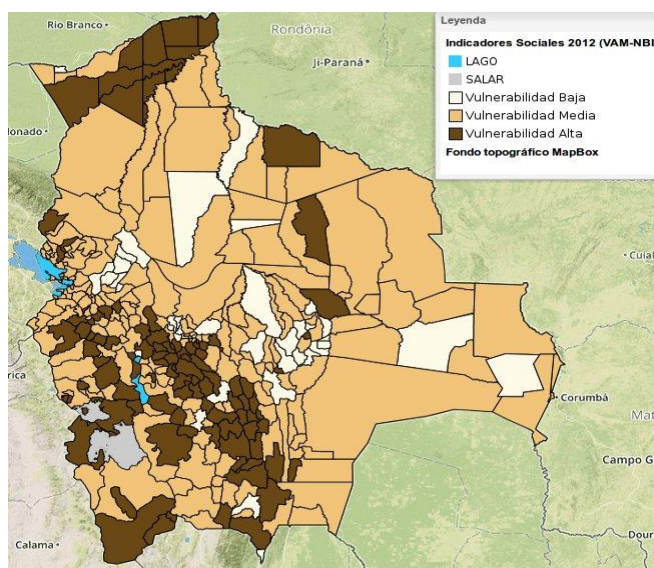 Rio Branco
Rondônia
Ji-Paraná
Leyenda
Indicadores Sociales 2012 (VAM-NBI
LAGO
SALAR
Vulnerabilidad Baja
Vulnerabilidad Media
Vulnerabilidad Alta
Fondo topográfico MapBox
onado
Cuia
rica
Corumbá
Mat
Campo G
Calama
Dour